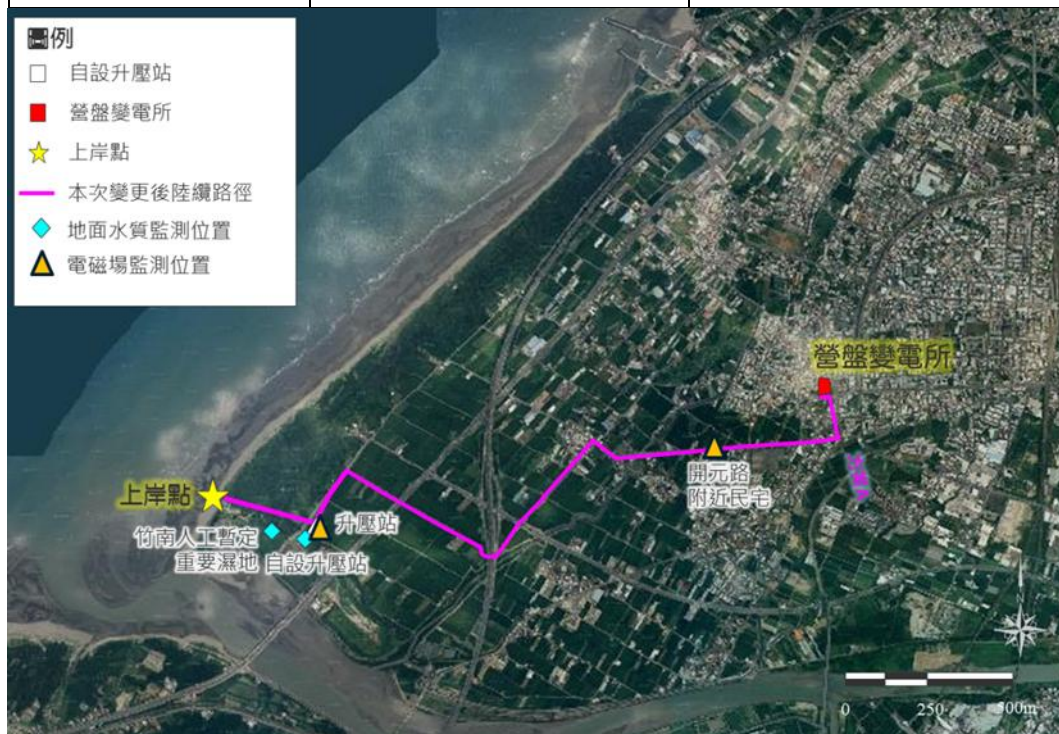 圖例
自設升壓站
營盤變電所
上岸點
本次變更後陸纜路徑
地面水質監測位置
電磁場監測位置
營盤變電所
開元路
附近民宅
上岸點
升壓站
竹南人工暫定
重要濕地
自設升壓站
N
0 250 500m